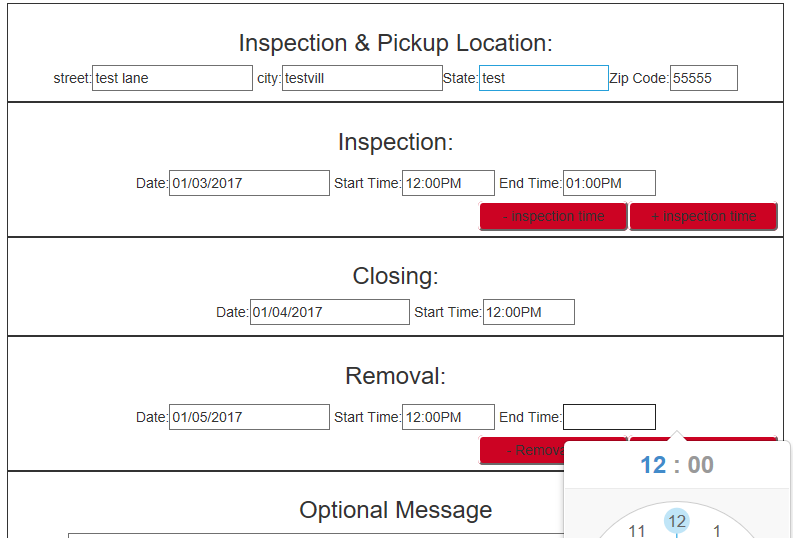 Inspection & Pickup Location:
street: test lane city: testvill State: test Zip Code: 55555
Inspection:
Date: 01/03/2017 Start Time: 12:00PM End Time: 01:00PM
- inspection time + inspection time
Closing:
Date: 01/04/2017 Start Time: 12:00PM
Removal:
Date: 01/05/2017 Start Time: 12:00PM End Time:
- Remova
12 : 00
Optional Message
11 12 1